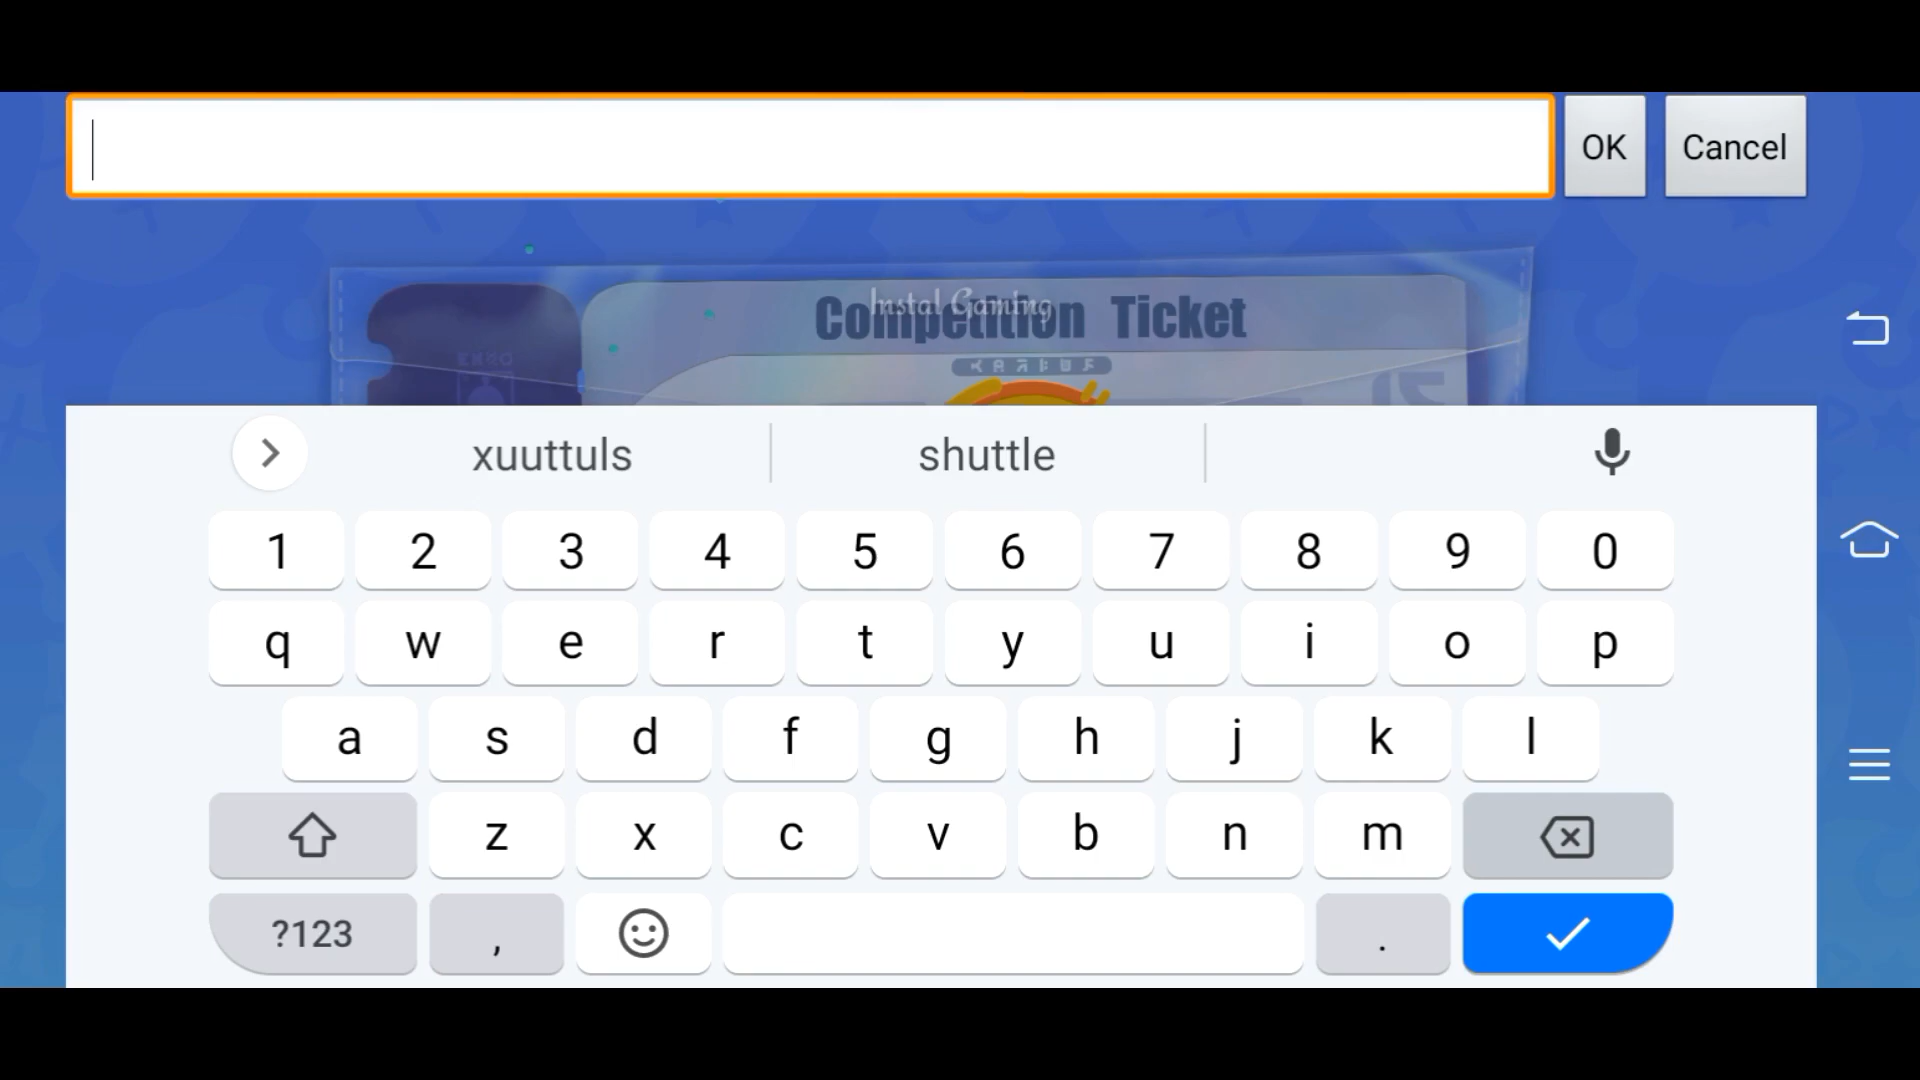 OK Cancel
Competition Ticket
Instal Gaming
xuuttuls shuttle
1 2 3 4 5 6 7 8 9 0
q w e r t y u i o p
a s d f g h j k l
z x c v b n m
?123 , .